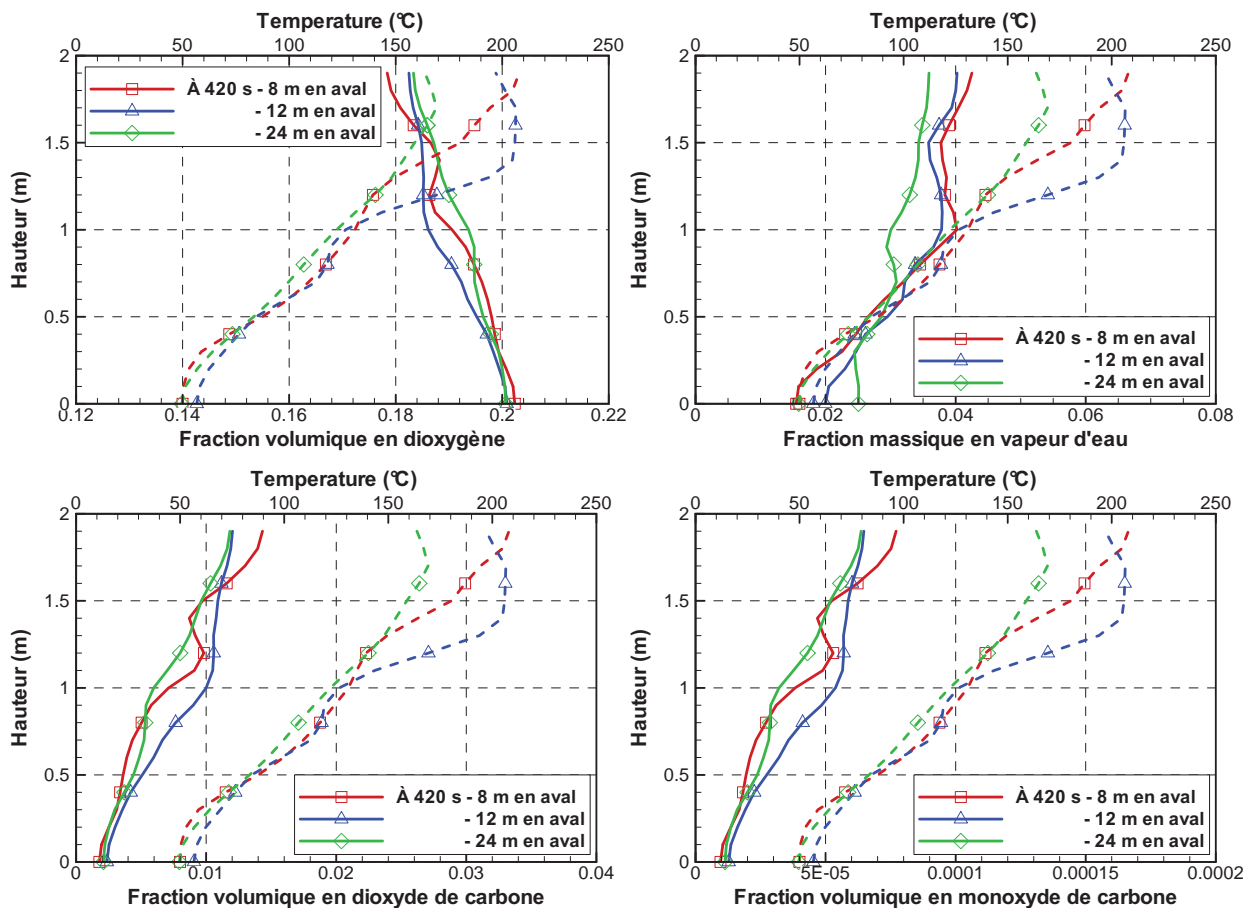 Temperature (°C)
0 50 100 150 200 250
2
1.5
1
0.5
0
Hauteur (m)
À 420 s - 8 m en aval
- 12 m en aval
- 24 m en aval
0.12 0.14 0.16 0.18 0.2 0.22
Fraction volumique en dioxygène
Temperature (°C)
0 50 100 150 200 250
2
1.5
1
0.5
0
Hauteur (m)
À 420 s - 8 m en aval
- 12 m en aval
- 24 m en aval
0 0.02 0.04 0.06 0.08
Fraction massique en vapeur d'eau
Temperature (°C)
0 50 100 150 200 250
2
1.5
1
0.5
0
Hauteur (m)
À 420 s - 8 m en aval
- 12 m en aval
- 24 m en aval
0 0.01 0.02 0.03 0.04
Fraction volumique en dioxyde de carbone
Temperature (°C)
0 50 100 150 200 250
2
1.5
1
0.5
0
Hauteur (m)
À 420 s - 8 m en aval
- 12 m en aval
- 24 m en aval
0 5E-05 0.0001 0.00015 0.0002
Fraction volumique en monoxyde de carbone